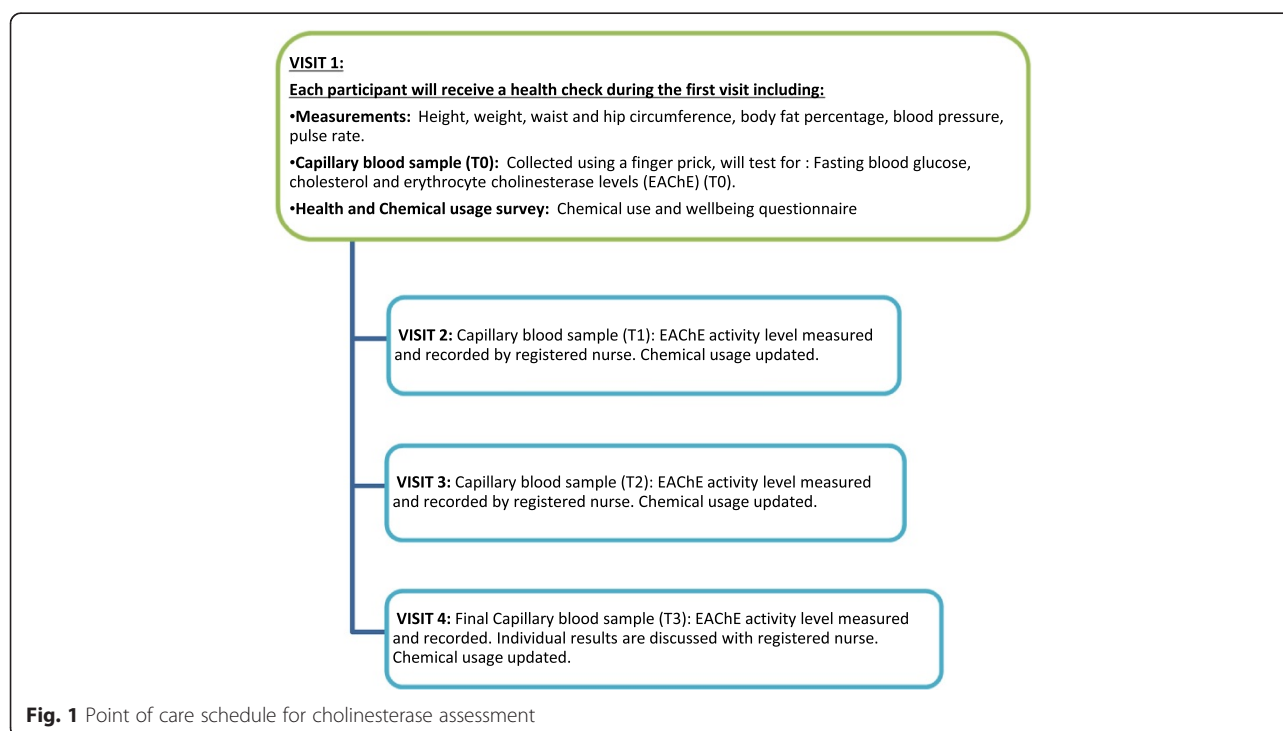 VISIT 1:
Each participant will receive a health check during the first visit including:
•Measurements: Height, weight, waist and hip circumference, body fat percentage, blood pressure,
pulse rate.
•Capillary blood sample (T0): Collected using a finger prick, will test for : Fasting blood glucose,
cholesterol and erythrocyte cholinesterase levels (EAChE) (T0).
•Health and Chemical usage survey: Chemical use and wellbeing questionnaire
VISIT 2: Capillary blood sample (T1): EAChE activity level measured
and recorded by registered nurse. Chemical usage updated.
VISIT 3: Capillary blood sample (T2): EAChE activity level measured
and recorded by registered nurse. Chemical usage updated.
VISIT 4: Final Capillary blood sample (T3): EAChE activity level measured
and recorded. Individual results are discussed with registered nurse.
Chemical usage updated.
Fig. 1 Point of care schedule for cholinesterase assessment